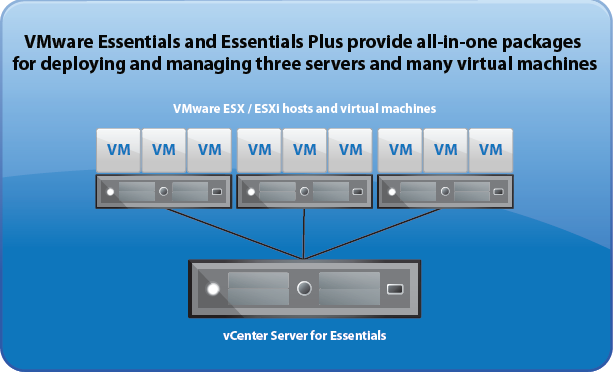 VMware Essentials and Essentials Plus provide all-in-one packages
for deploying and managing three servers and many virtual machines
VMware ESX / ESXi hosts and virtual machines
VM VM VM VM VM VM VM VM VM
vCenter Server for Essentials